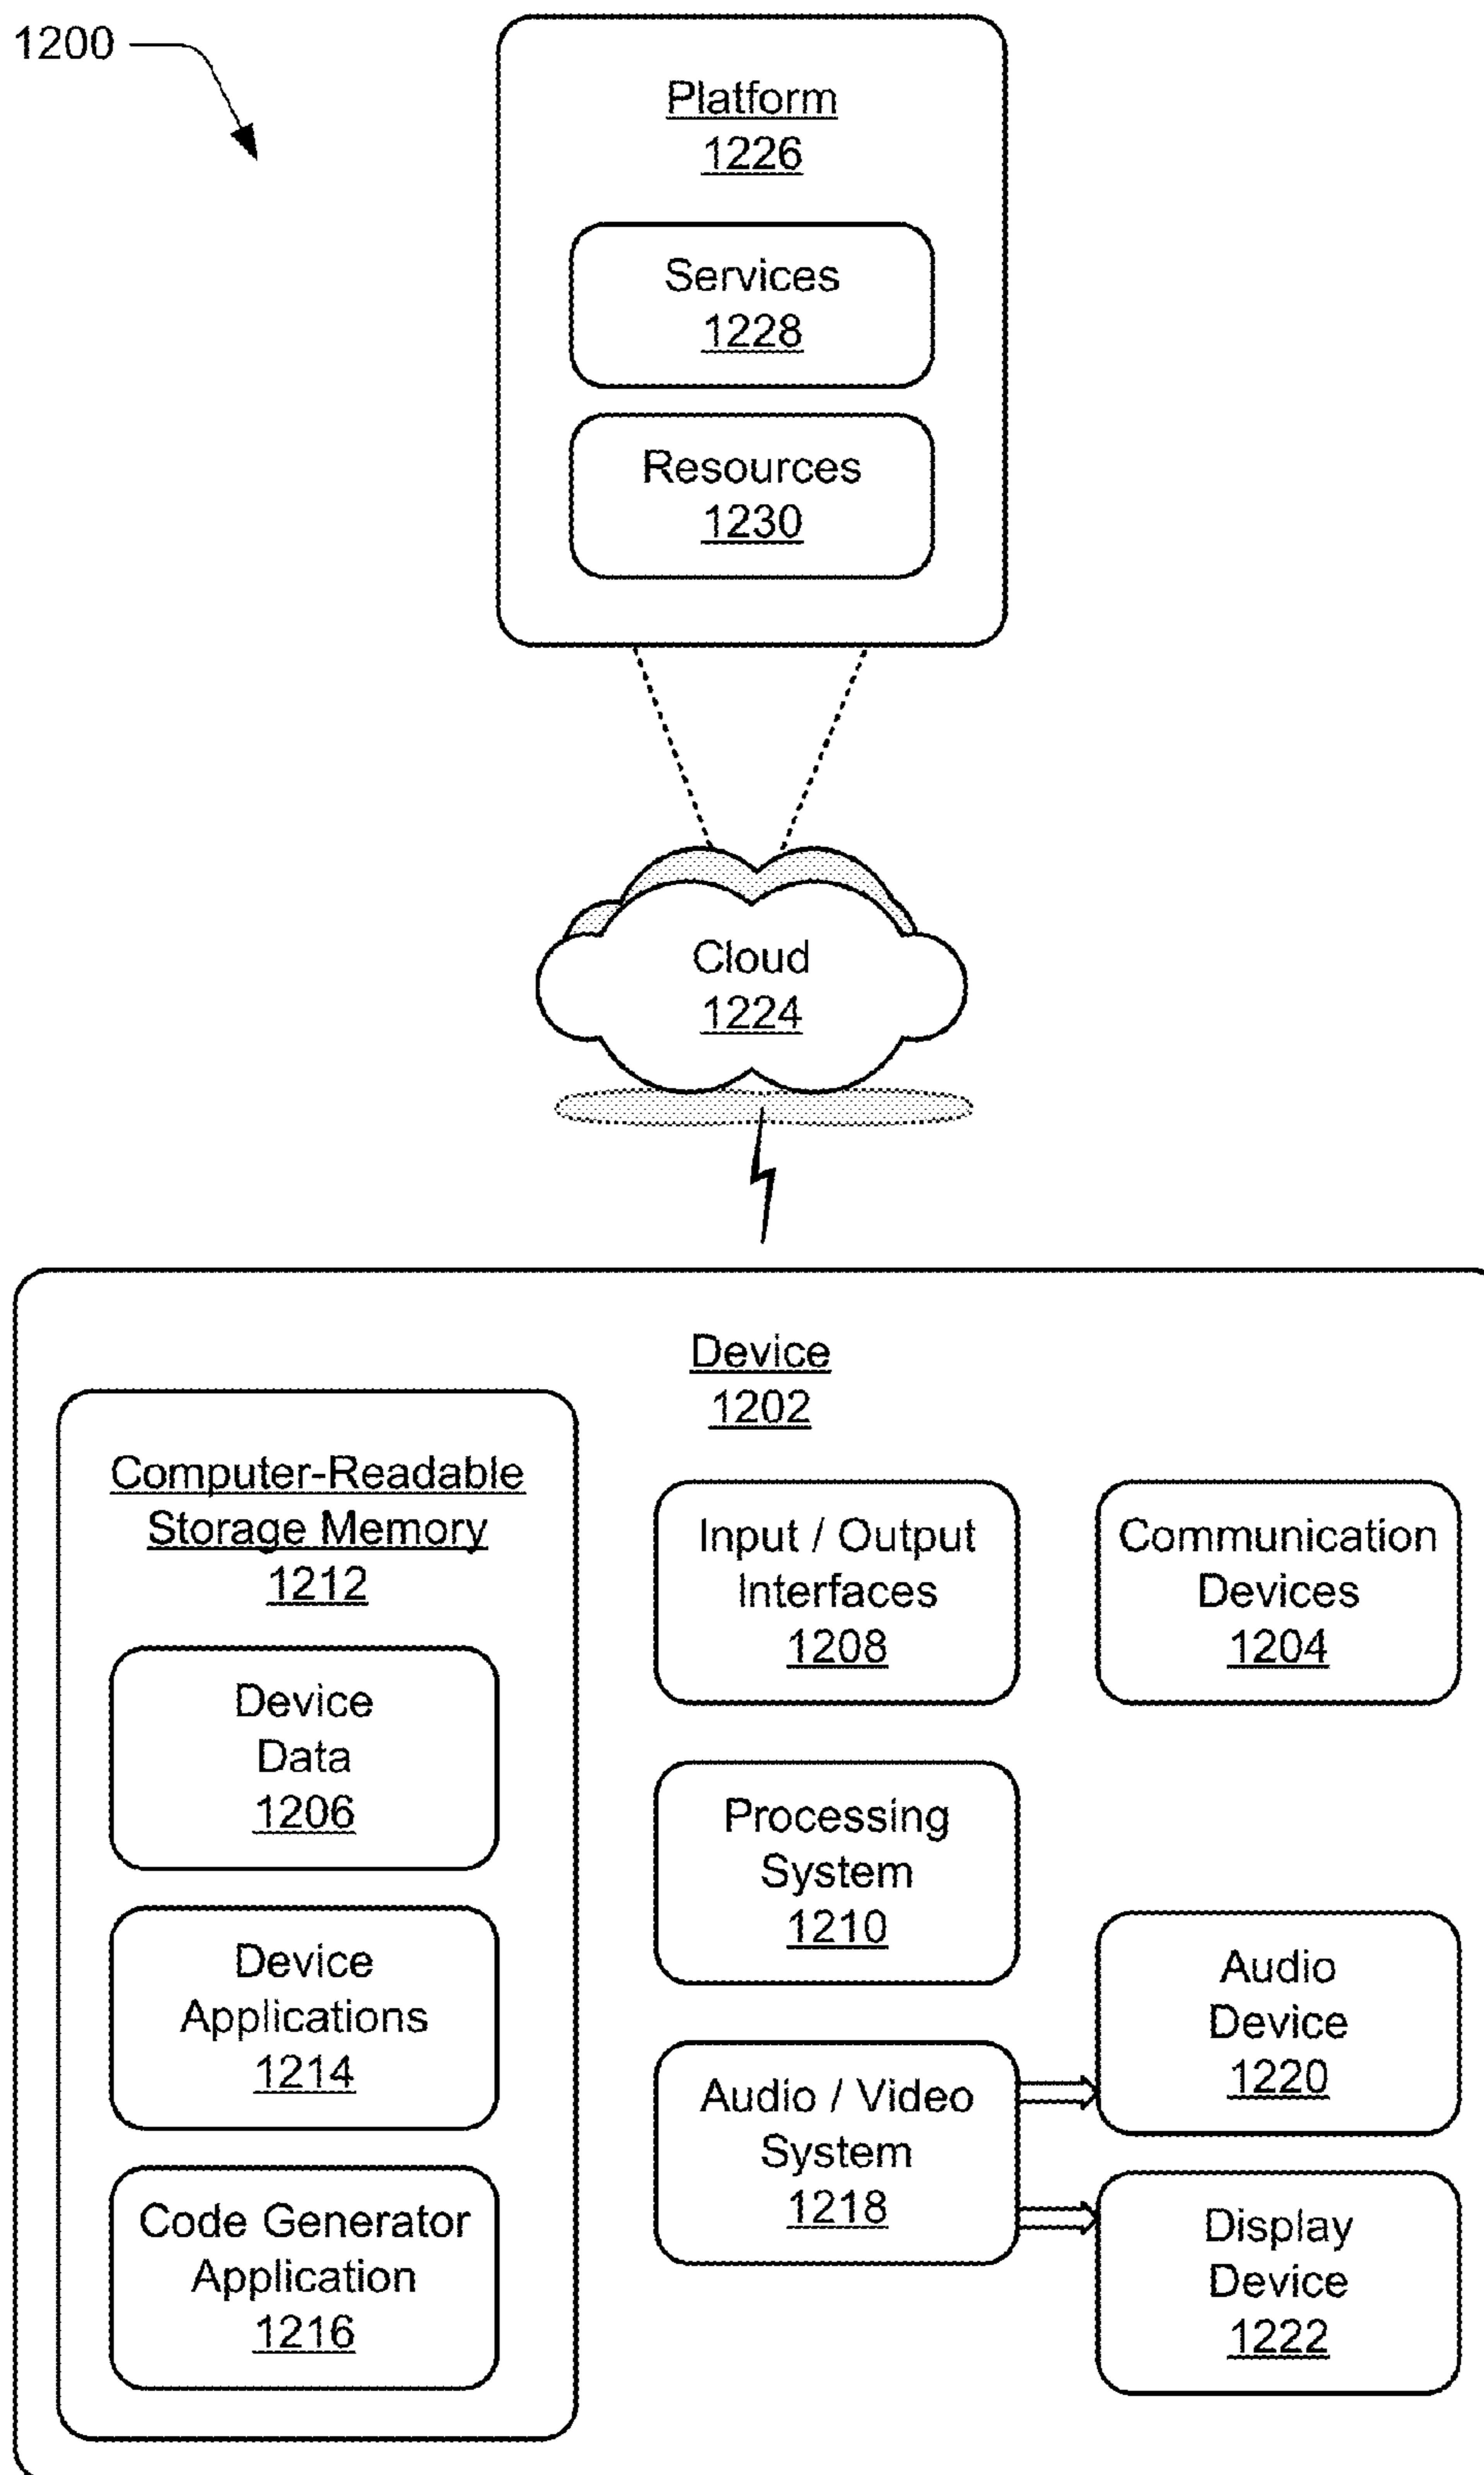 1200
Platform
1226
Services
1228
Resources
1230
Cloud
1224
Device
1202
Computer-Readable
Storage Memory
1212
Device
Data
1206
Device
Applications
1214
Code Generator
Application
1216
Input / Output
Interfaces
1208
Communication
Devices
1204
Processing
System
1210
Audio / Video
System
1218
Audio
Device
1220
Display
Device
1222